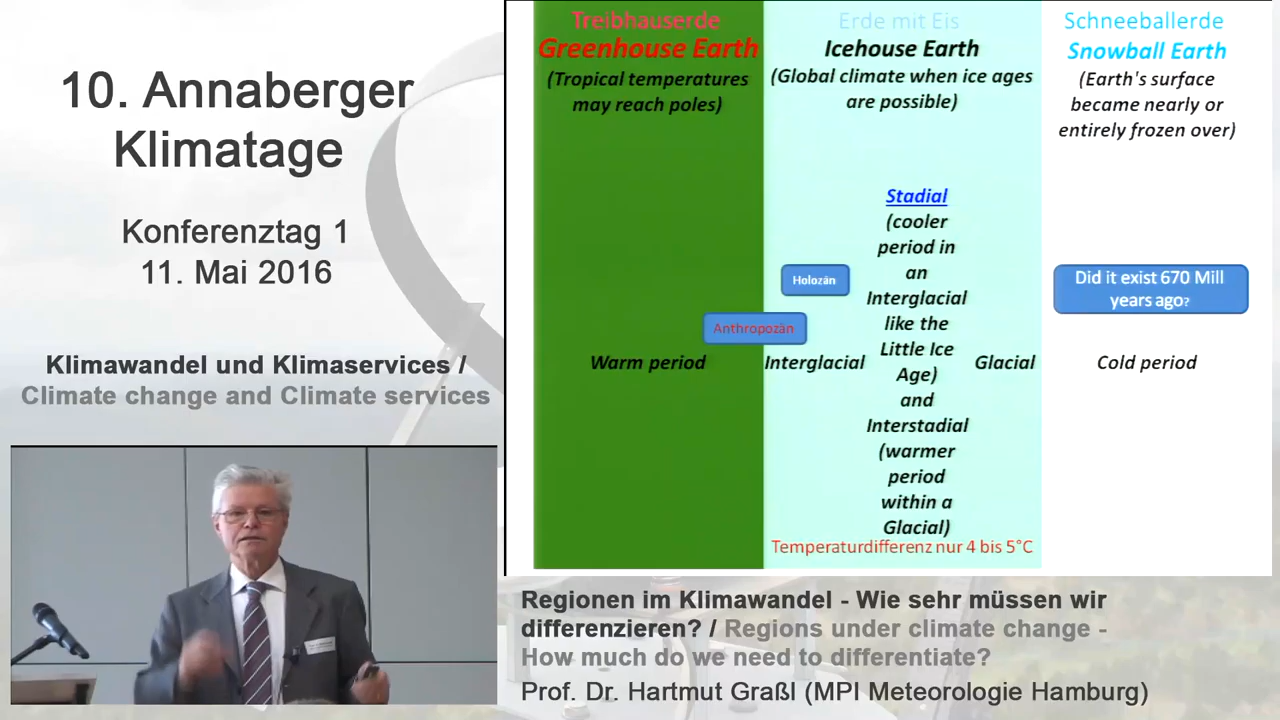 10. Annaberger
Klimatage
Konferenztag 1
11. Mai 2016
Klimawandel und Klimaservices /
Climate change and Climate services
Treibhauserde
Greenhouse Earth
(Tropical temperatures
may reach poles)
Warm period
Anthropozän
Erde mit Eis
Icehouse Earth
(Global climate when ice ages
are possible)
Holozän
Interglacial
Stadial
(cooler
period in
an
Interglacial
like the
Little Ice
Age)
and
Interstadial
(warmer
period
within a
Glacial)
Glacial
Temperaturdifferenz nur 4 bis 5°C
Schneeballerde
Snowball Earth
(Earth's surface
became nearly or
entirely frozen over)
Did it exist 670 Mill
years ago?
Cold period
Regionen im Klimawandel - Wie sehr müssen wir
differenzieren? / Regions under climate change -
How much do we need to differentiate?
Prof. Dr. Hartmut Graßl (MPI Meteorologie Hamburg)